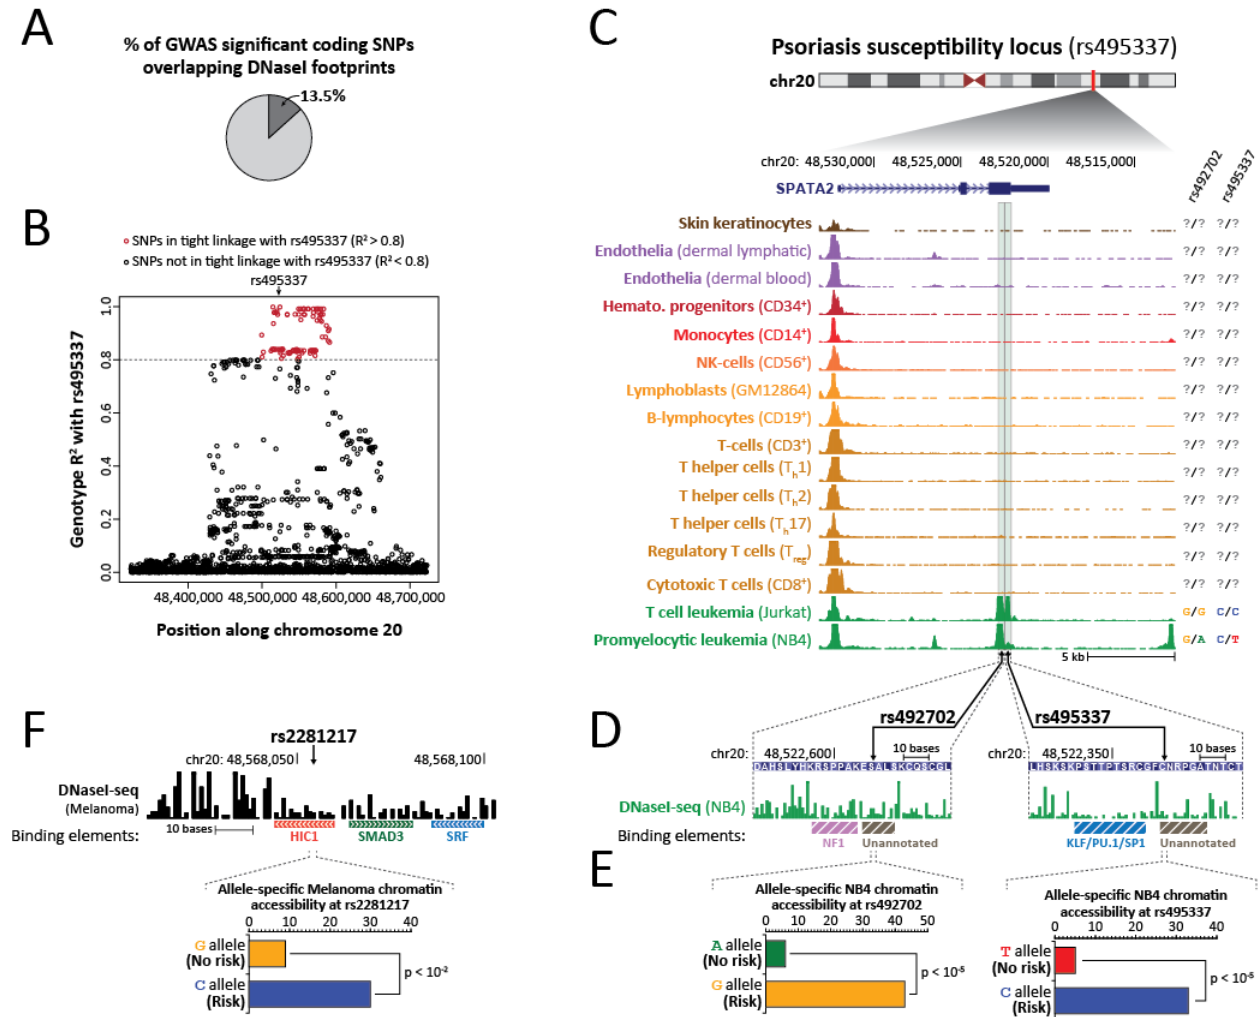 A
% of GWAS significant coding SNPs
overlapping DNaseI footprints
13.5%
B
SNPs in tight linkage with rs495337 (R² > 0.8)
SNPs not in tight linkage with rs495337 (R² < 0.8)
rs495337
Genotype R² with rs495337
1.0
0.8
0.6
0.4
0.2
0.0
48,400,000 48,500,000 48,600,000 48,700,000
Position along chromosome 20
C
Psoriasis susceptibility locus (rs495337)
chr20
chr20: 48,530,000 48,525,000 48,520,000 48,515,000
SPATA2
rs492702 rs495337
Skin keratinocytes ?/? ?/?
Endothelia (dermal lymphatic) ?/? ?/?
Endothelia (dermal blood) ?/? ?/?
Hemato. progenitors (CD34⁺) ?/? ?/?
Monocytes (CD14⁺) ?/? ?/?
NK-cells (CD56⁺) ?/? ?/?
Lymphoblasts (GM12864) ?/? ?/?
B-lymphocytes (CD19⁺) ?/? ?/?
T-cells (CD3⁺) ?/? ?/?
T helper cells (Th1) ?/? ?/?
T helper cells (Th2) ?/? ?/?
T helper cells (Th17) ?/? ?/?
Regulatory T cells (Treg) ?/? ?/?
Cytotoxic T cells (CD8⁺) ?/? ?/?
T cell leukemia (Jurkat) G/G C/C
Promyelocytic leukemia (NB4) G/A C/T
5 kb
D
rs492702 rs495337
chr20: 48,522,600 10 bases
DAHSLYHKRSPPAKESALSKCQSCGL
chr20: 48,522,350 10 bases
LHSKSKPSTTPTSRCGFCNRPGATNTCT
DNaseI-seq (NB4)
Binding elements: NF1 Unannotated
KLF/PU.1/SP1 Unannotated
E
Allele-specific NB4 chromatin
accessibility at rs492702
0 10 20 30 40 50
A allele
(No risk)
G allele
(Risk)
p < 10⁻⁵
Allele-specific NB4 chromatin
accessibility at rs495337
0 10 20 30 40
T allele
(No risk)
C allele
(Risk)
p < 10⁻⁵
F
rs2281217
chr20: 48,568,050 48,568,100
DNase-seq
(Melanoma)
10 bases
Binding elements: HIC1 SMAD3 SRF
Allele-specific Melanoma chromatin
accessibility at rs2281217
0 10 20 30 40
G allele
(No risk)
C allele
(Risk)
p < 10⁻²